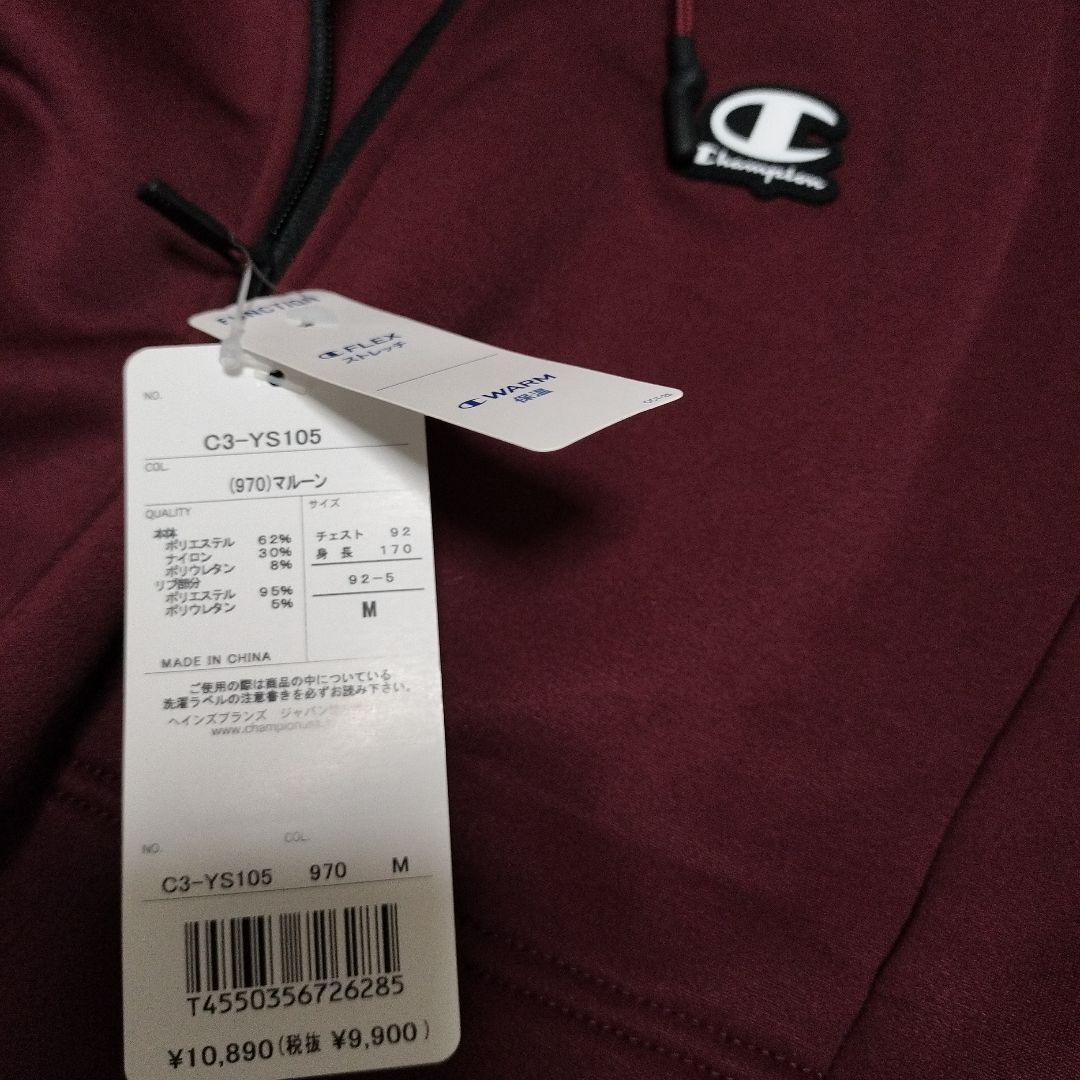 Champion
FUNCTION
FLEX
ストレッチ
WARM
保温
NO.
C3-YS105
COL.
(970)マルーン
QUALITY
本体
ポリエステル 62%
ナイロン 30%
ポリウレタン 8%
リブ部分
ポリエステル 95%
ポリウレタン 5%
サイズ
チェスト 92
身長 170
92-5
M
MADE IN CHINA
ご使用の際は商品の中についている
洗濯ラベルの注意書きを必ずお読み下さい。
ヘインズブランズ ジャパン
www.championusa
NO. COL.
C3-YS105 970 M
T4550356726285
¥10,890(税抜 ¥9,900)